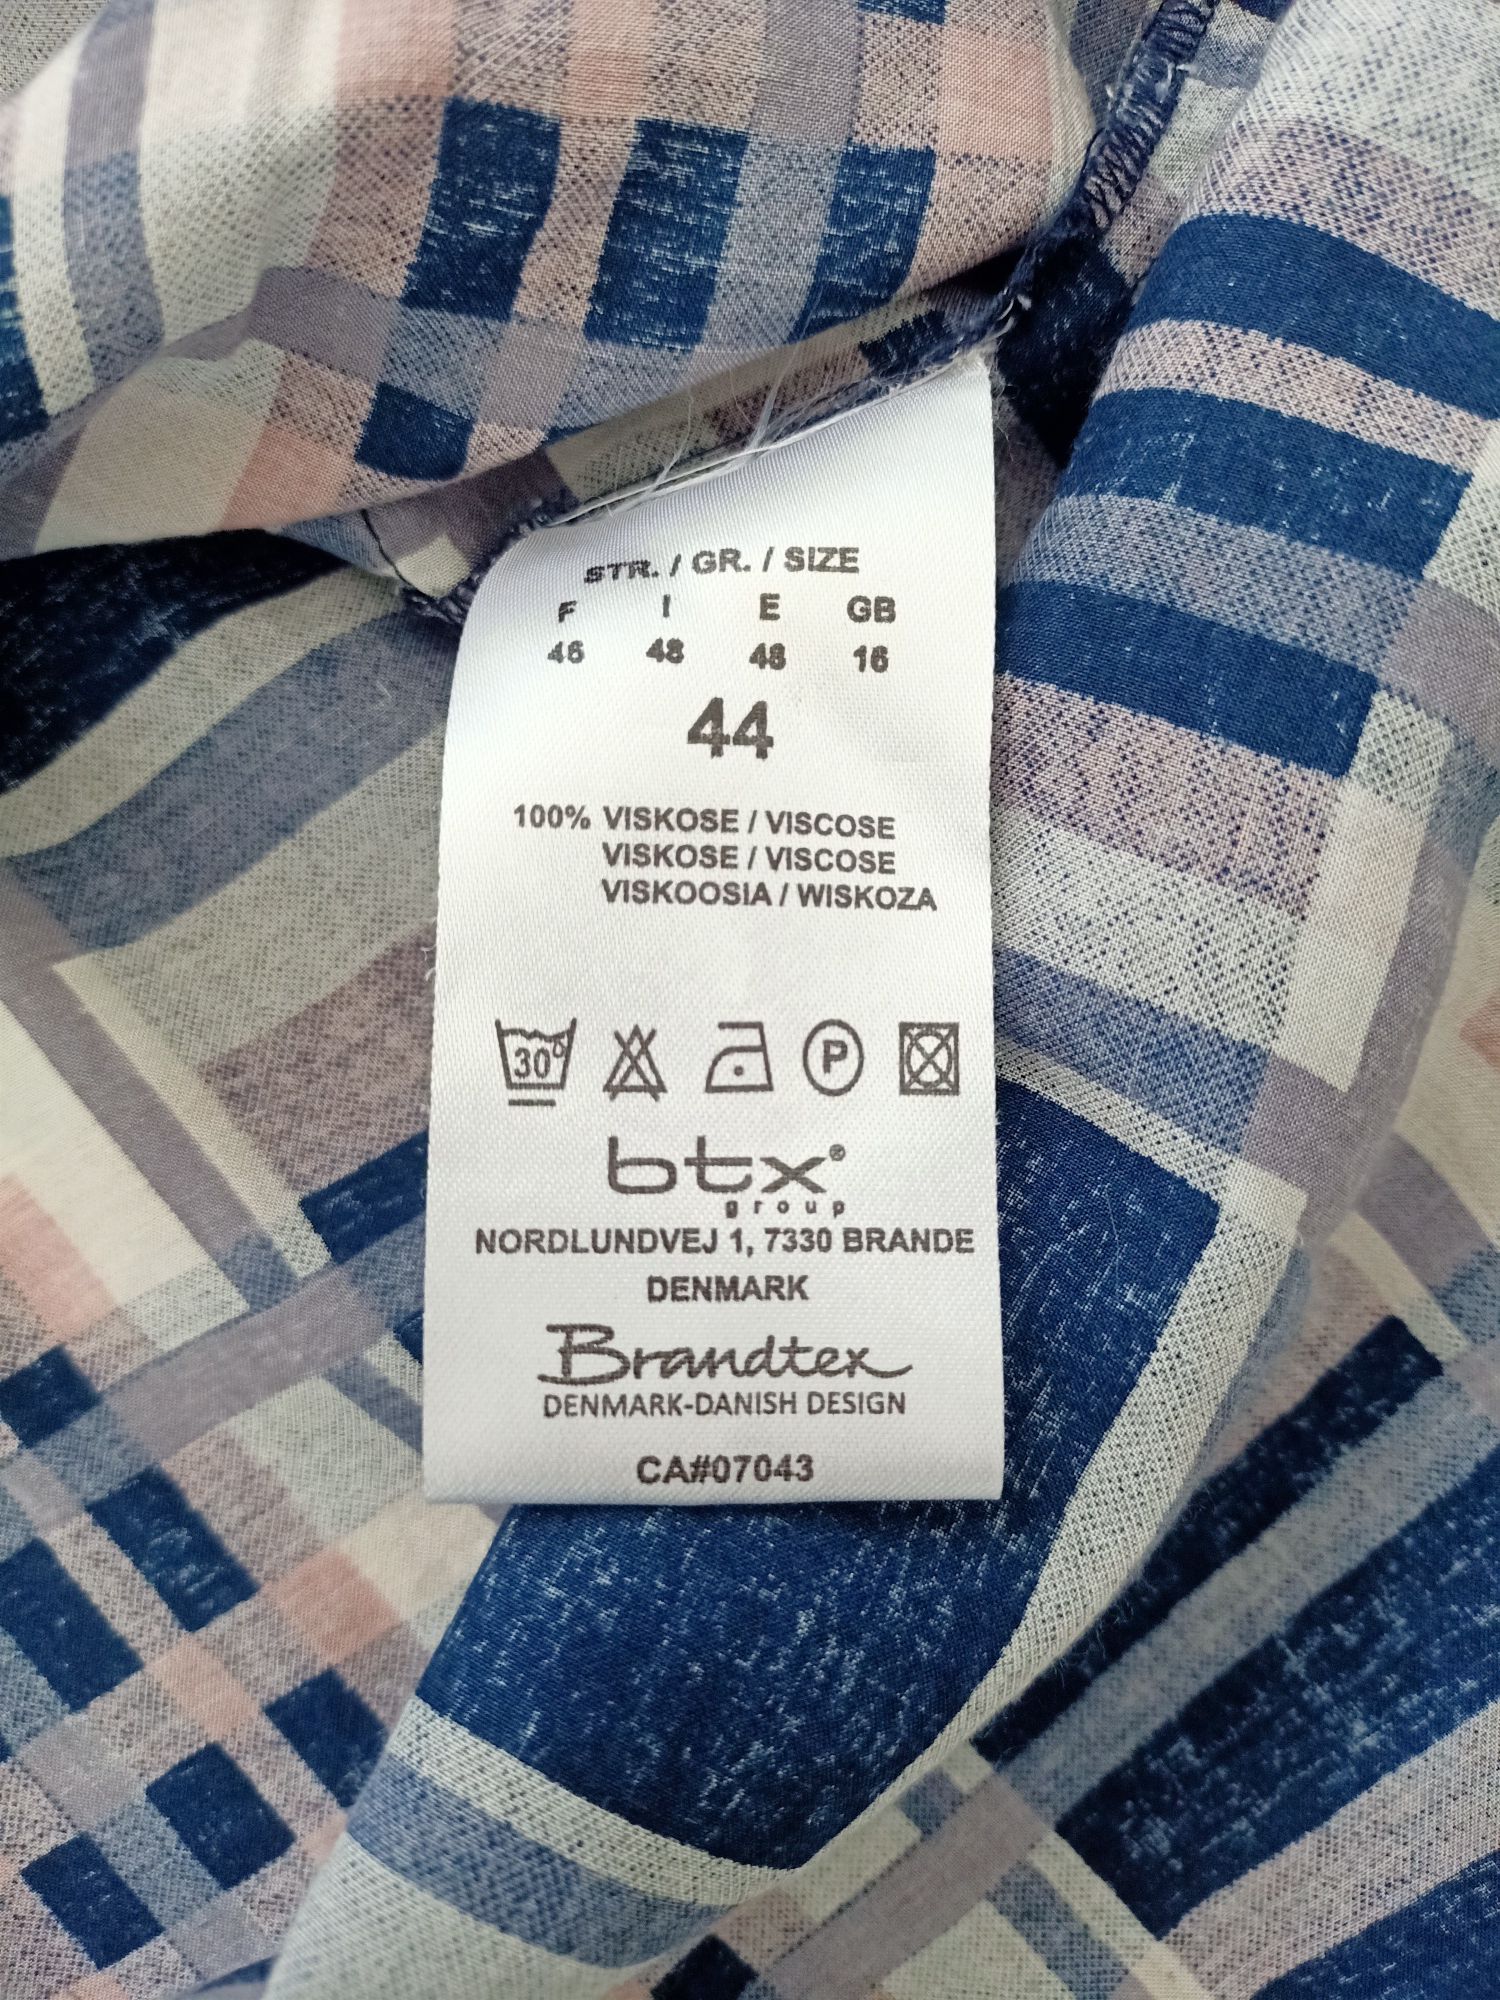 STR. / GR. / SIZE
F I E GB
46 48 48 16
44
100% VISKOSE / VISCOSE
VISKOSE / VISCOSE
VISKOOSIA / WISKOZA
30°
P
btx®
group
NORDLUNDVEJ 1, 7330 BRANDE
DENMARK
Brandtex
DENMARK-DANISH DESIGN
CA#07043